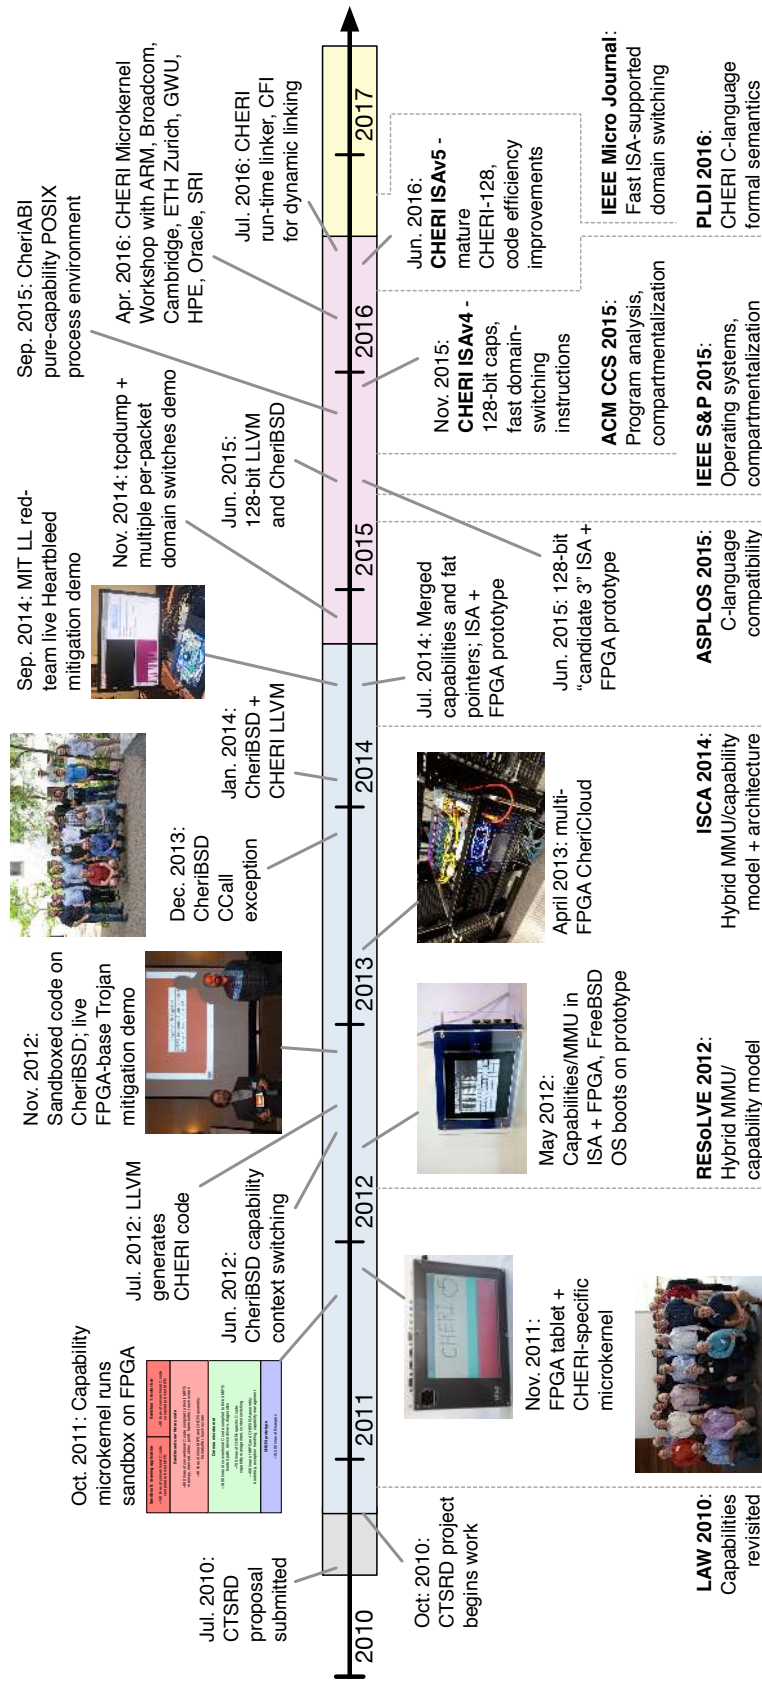 Jul. 2010:
CTSRD
proposal
submitted
Oct. 2011: Capability
microkernel runs
sandbox on FPGA
Jul. 2012: LLVM
generates
CHERI code
Jun. 2012:
CheriBSD capability
context switching
Nov. 2012:
Sandboxed code on
CheriBSD; live
FPGA-base Trojan
mitigation demo
Dec. 2013:
CheriBSD
CCall
exception
Jan. 2014:
CheriBSD +
CHERI LLVM
Sep. 2014: MIT LL red-
team live Heartbleed
mitigation demo
Nov. 2014: tcpdump +
multiple per-packet
domain switches demo
Jun. 2015:
128-bit LLVM
and CheriBSD
Sep. 2015: CheriABI
pure-capability POSIX
process environment
Apr. 2016: CHERI Microkernel
Workshop with ARM, Broadcom,
Cambridge, ETH Zurich, GWU,
HPE, Oracle, SRI
Jul. 2016: CHERI
run-time linker, CFI
for dynamic linking
2010
2011
2012
2013
2014
2015
2016
2017
Oct. 2010:
CTSRD project
begins work
CHERI
Nov. 2011:
FPGA tablet +
CHERI-specific
microkernel
May 2012:
Capabilities/MMU in
ISA + FPGA, FreeBSD
OS boots on prototype
April 2013: multi-
FPGA CheriCloud
Jul. 2014: Merged
capabilities and fat
pointers; ISA +
FPGA prototype
Jun. 2015: 128-bit
“candidate 3” ISA +
FPGA prototype
Nov. 2015:
CHERI ISAv4 -
128-bit caps,
fast domain-
switching
instructions
Jun. 2016:
CHERI ISAv5 -
mature
CHERI-128,
code efficiency
improvements
LAW 2010:
Capabilities
revisited
RESoLVE 2012:
Hybrid MMU/
capability model
ISCA 2014:
Hybrid MMU/capability
model + architecture
ASPLOS 2015:
C-language
compatibility
ACM CCS 2015:
Program analysis,
compartmentalization
IEEE S&P 2015:
Operating systems,
compartmentalization
IEEE Micro Journal:
Fast ISA-supported
domain switching
PLDI 2016:
CHERI C-language
formal semantics